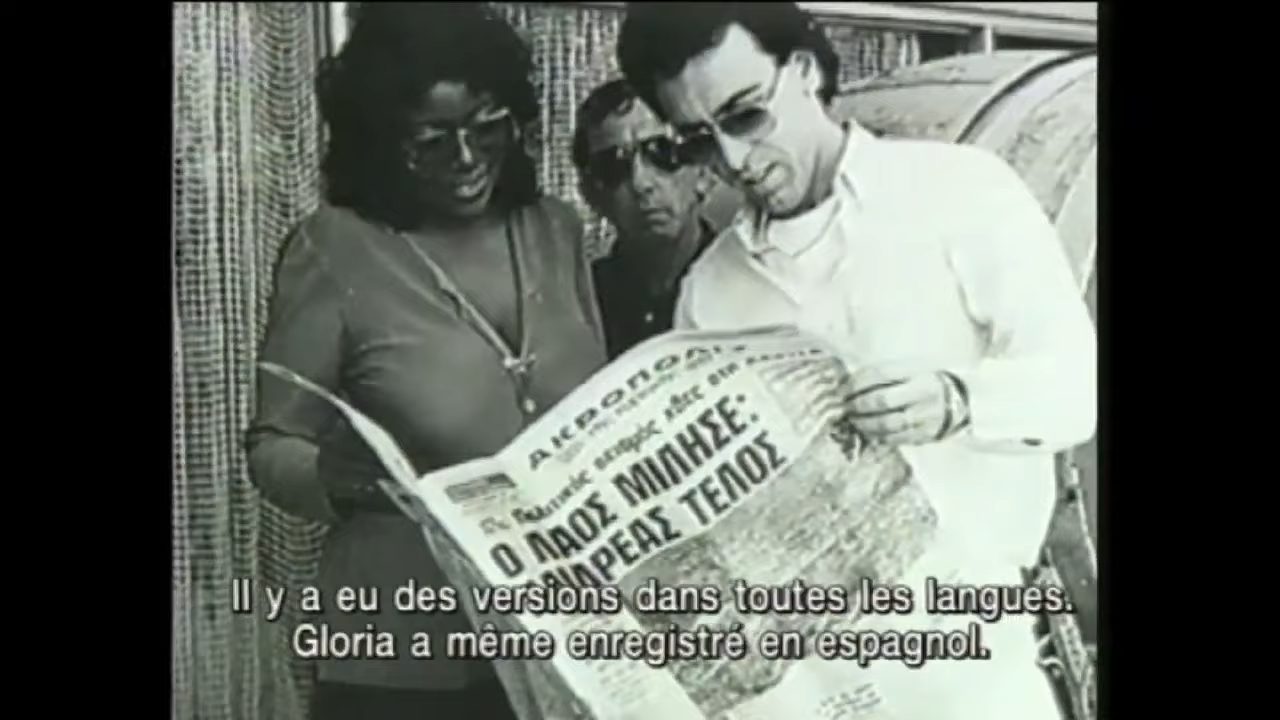 ΑΚΡΟΠΟΛΙΣ
Ο ΛΑΟΣ ΜΙΛΗΣΕ:
ΑΝΔΡΕΑΣ ΤΕΛΟΣ
Il y a eu des versions dans toutes les langues.
Gloria a même enregistré en espagnol.